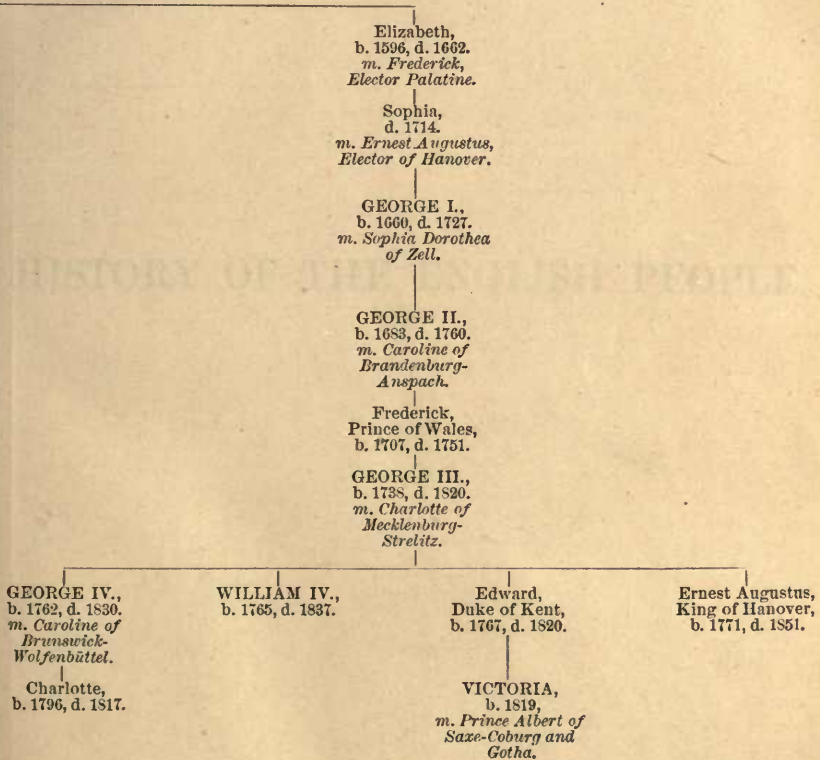 Elizabeth,
b. 1596, d. 1662.
m. Frederick,
Elector Palatine.
Sophia,
d. 1714.
m. Ernest Augustus,
Elector of Hanover.
GEORGE I.,
b. 1660, d. 1727.
m. Sophia Dorothea
of Zell.
HISTORY OF THE ENGLISH PEOPLE
GEORGE II.,
b. 1683, d. 1760.
m. Caroline of
Brandenburg-
Anspach.
Frederick,
Prince of Wales,
b. 1707, d. 1751.
GEORGE III.,
b. 1738, d. 1820.
m. Charlotte of
Mecklenburg-
Strelitz.
GEORGE IV.,
b. 1762, d. 1830.
m. Caroline of
Brunswick-
Wolfenbüttel.
Charlotte,
b. 1796, d. 1817.
WILLIAM IV.,
b. 1765, d. 1837.
Edward,
Duke of Kent,
b. 1767, d. 1820.
VICTORIA,
b. 1819,
m. Prince Albert of
Saxe-Coburg and
Gotha.
Ernest Augustus,
King of Hanover,
b. 1771, d. 1851.